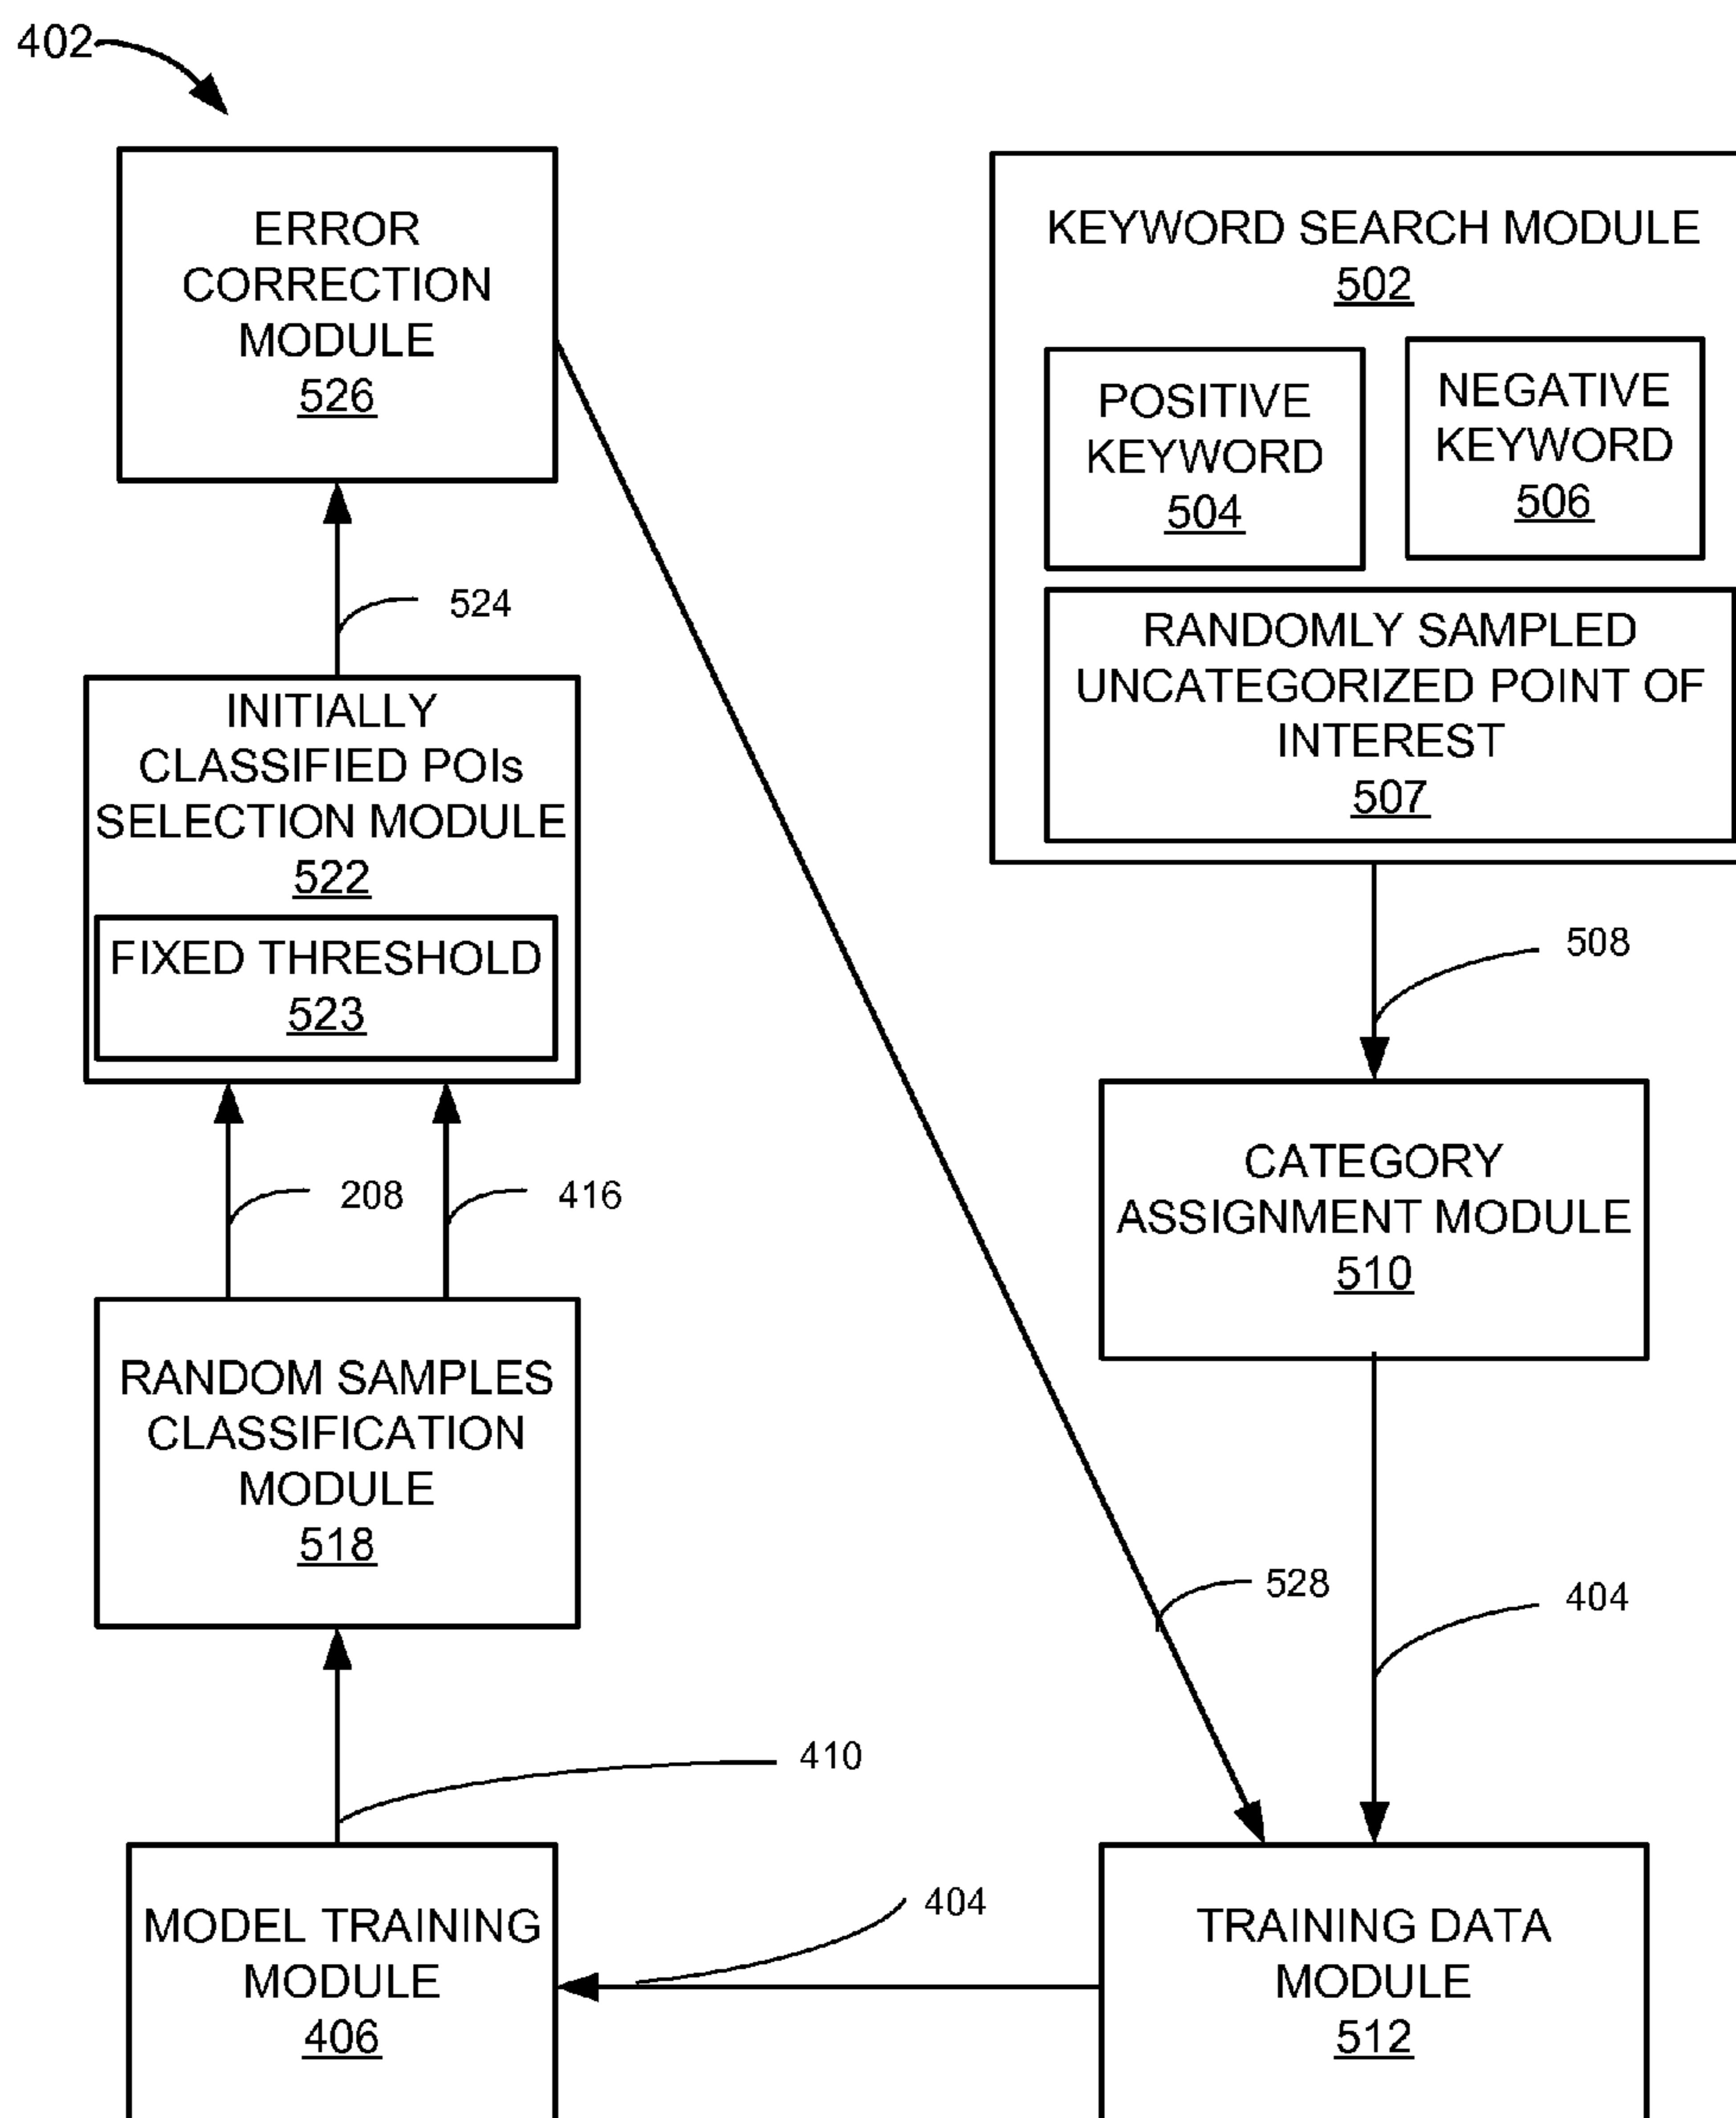 402
ERROR
CORRECTION
MODULE
526
524
INITIALLY
CLASSIFIED POIs
SELECTION MODULE
522
FIXED THRESHOLD
523
208
416
RANDOM SAMPLES
CLASSIFICATION
MODULE
518
410
MODEL TRAINING
MODULE
406
404
KEYWORD SEARCH MODULE
502
POSITIVE
KEYWORD
504
NEGATIVE
KEYWORD
506
RANDOMLY SAMPLED
UNCATEGORIZED POINT OF
INTEREST
507
508
CATEGORY
ASSIGNMENT MODULE
510
528
404
TRAINING DATA
MODULE
512